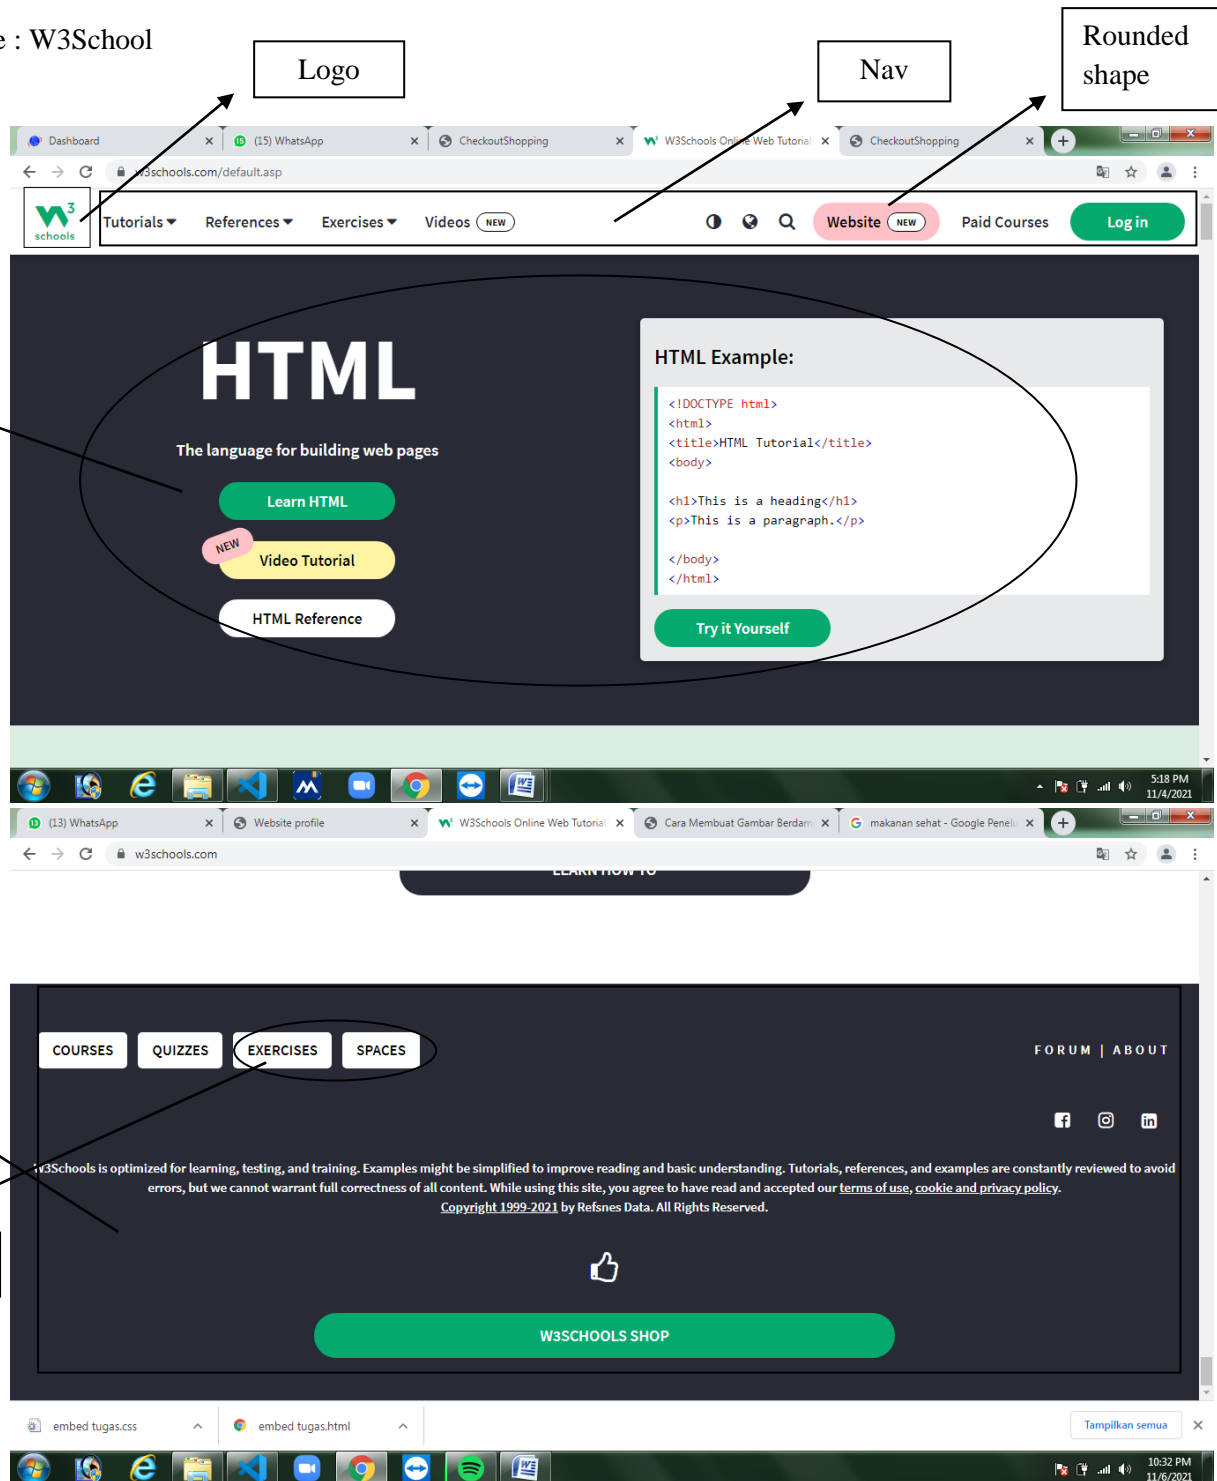 e : W3School
Logo
Nav
Rounded
shape
Dashboard
(15) WhatsApp
CheckoutShopping
W3Schools Online Web Tutorial
CheckoutShopping
w3schools.com/default.asp
3
schools
Tutorials
References
Exercises
Videos NEW
Website NEW
Paid Courses
Log in
HTML
The language for building web pages
Learn HTML
NEW
Video Tutorial
HTML Reference
HTML Example:
<!DOCTYPE html>
<html>
<title>HTML Tutorial</title>
<body>
<h1>This is a heading</h1>
<p>This is a paragraph.</p>
</body>
</html>
Try it Yourself
5:18 PM
11/4/2021
(13) WhatsApp
Website profile
W3Schools Online Web Tutorial
Cara Membuat Gambar Berdam
makanan sehat - Google Penelu
w3schools.com
LEARN HOW TO
COURSES
QUIZZES
EXERCISES
SPACES
FORUM | ABOUT
W3Schools is optimized for learning, testing, and training. Examples might be simplified to improve reading and basic understanding. Tutorials, references, and examples are constantly reviewed to avoid
errors, but we cannot warrant full correctness of all content. While using this site, you agree to have read and accepted our terms of use, cookie and privacy policy.
Copyright 1999-2021 by Refsnes Data. All Rights Reserved.
W3SCHOOLS SHOP
embed tugas.css
embed tugas.html
Tampilkan semua
10:32 PM
11/6/2021